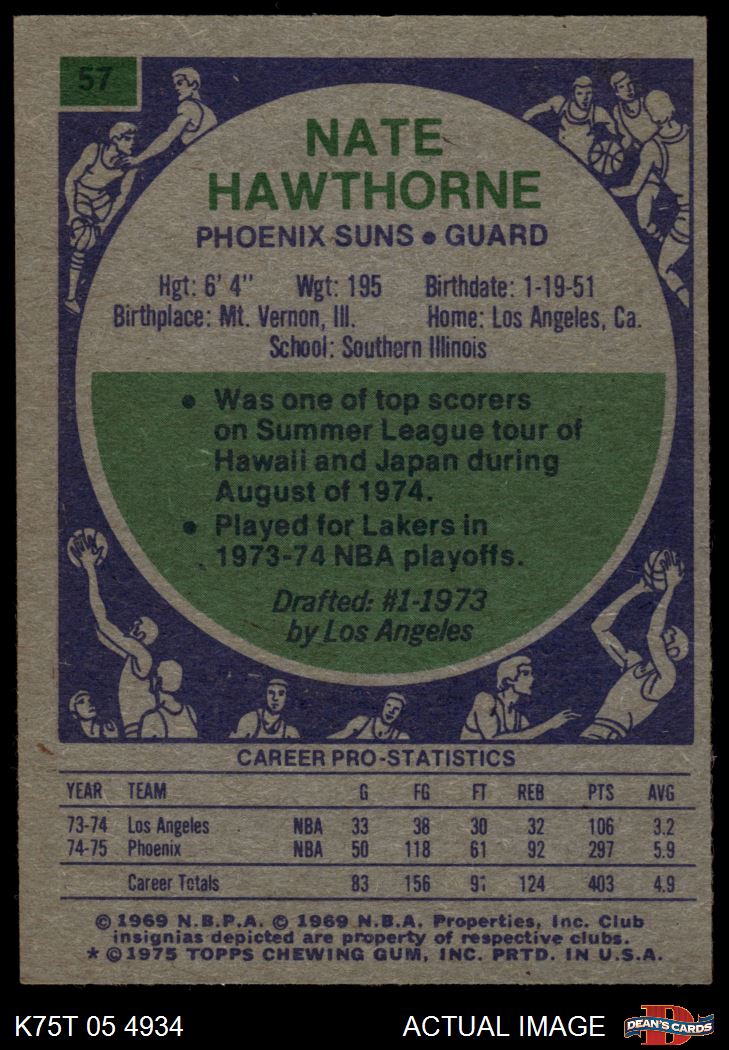 57
NATE
HAWTHORNE
PHOENIX SUNS • GUARD
Hgt: 6' 4" Wgt: 195 Birthdate: 1-19-51
Birthplace: Mt. Vernon, Ill. Home: Los Angeles, Ca.
School: Southern Illinois
• Was one of top scorers
on Summer League tour of
Hawaii and Japan during
August of 1974.
• Played for Lakers in
1973-74 NBA playoffs.
Drafted: #1-1973
by Los Angeles
CAREER PRO-STATISTICS
YEAR TEAM G FG FT REB PTS AVG
73-74 Los Angeles NBA 33 38 30 32 106 3.2
74-75 Phoenix NBA 50 118 61 92 297 5.9
Career Totals 83 156 91 124 403 4.9
© 1969 N.B.P.A. © 1969 N.B.A. Properties, Inc. Club
insignias depicted are property of respective clubs.
* © 1975 TOPPS CHEWING GUM, INC. PRTD. IN U.S.A.
K75T 05 4934 ACTUAL IMAGE DEAN'S CARDS